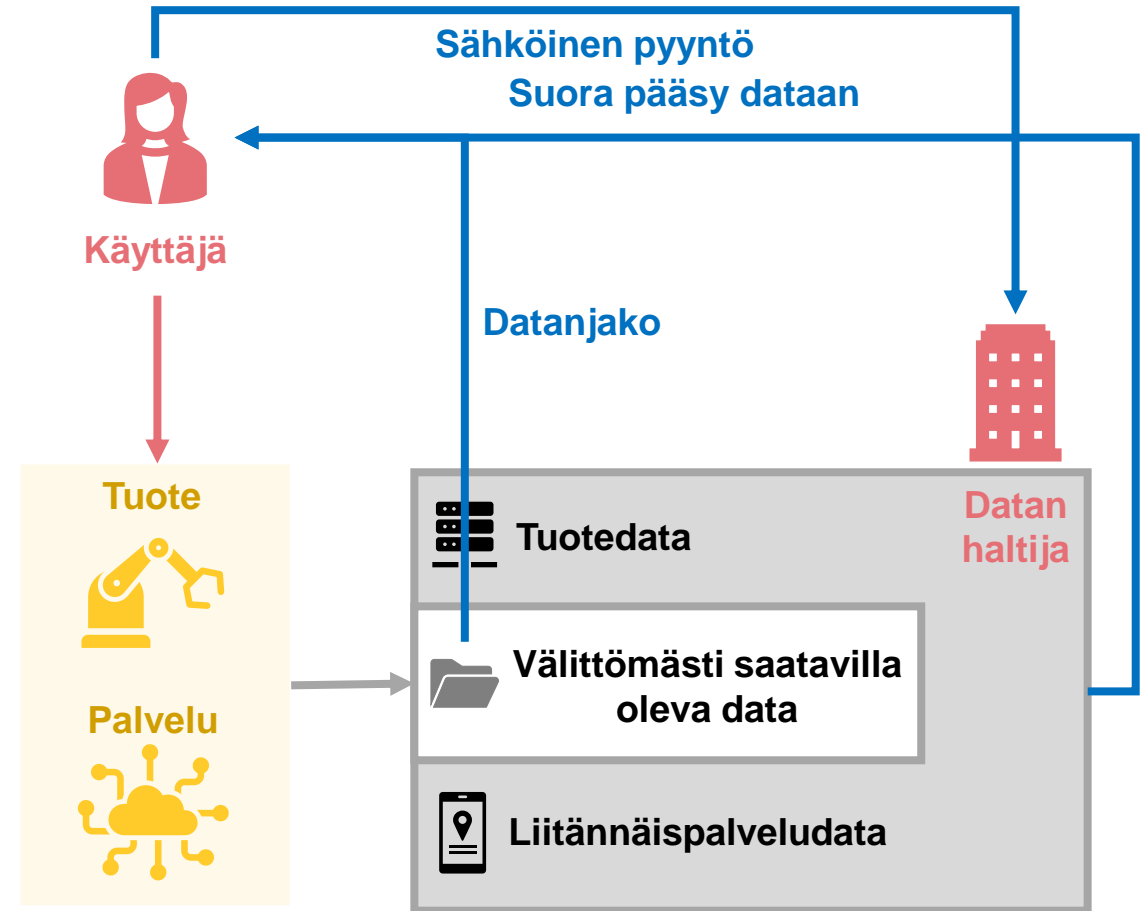 Sähköinen pyyntö
Suora pääsy dataan
Käyttäjä
Datanjako
Tuote
Palvelu
Tuotedata
Datan
haltija
Välittömästi saatavilla
oleva data
Liitännäispalveludata